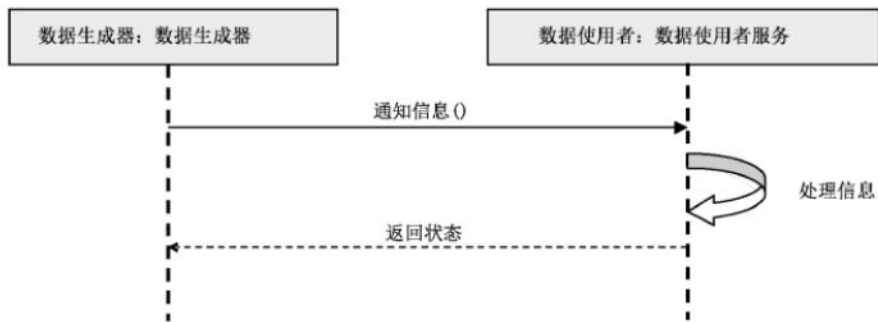 数据生成器：数据生成器
数据使用者：数据使用者服务
通知信息()
处理信息
返回状态